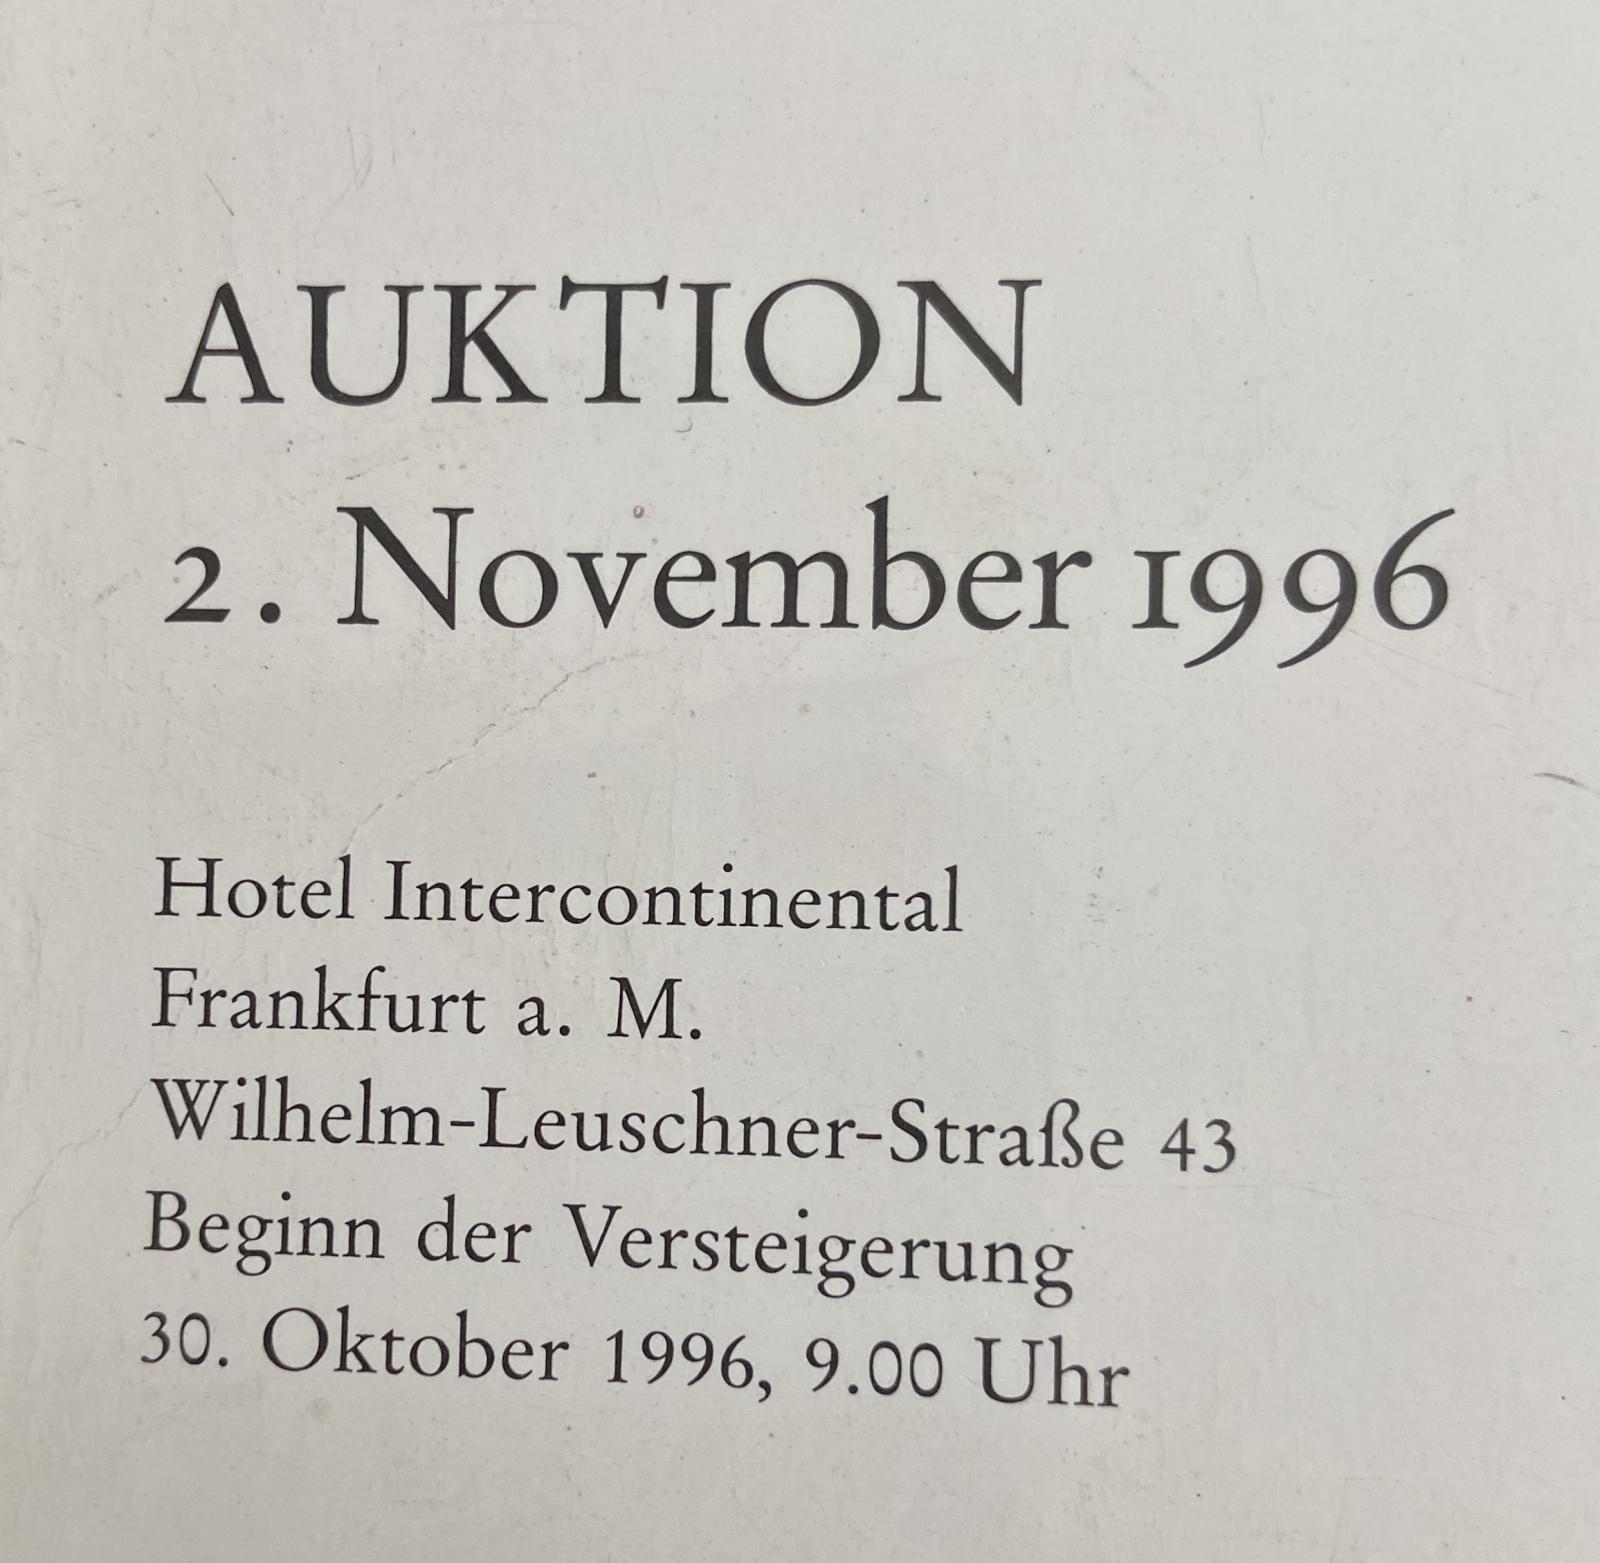 AUKTION
2. November 1996
Hotel Intercontinental
Frankfurt a. M.
Wilhelm-Leuschner-Straße 43
Beginn der Versteigerung
30. Oktober 1996, 9.00 Uhr